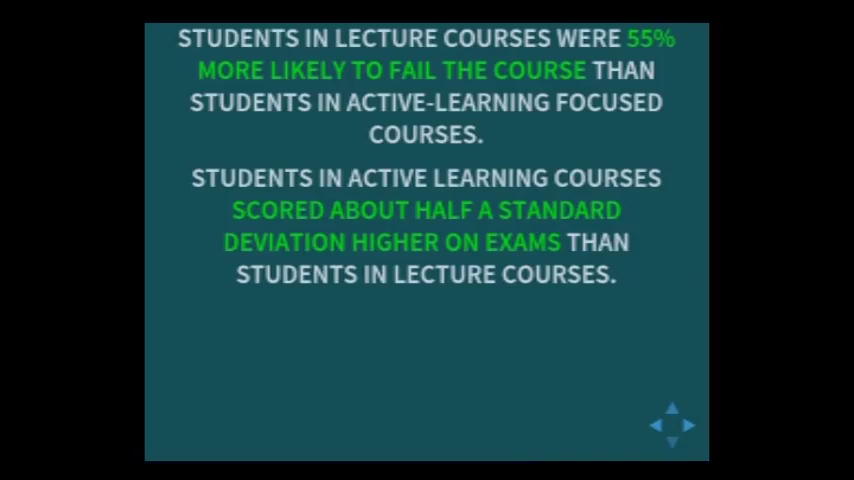 STUDENTS IN LECTURE COURSES WERE 55%
MORE LIKELY TO FAIL THE COURSE THAN
STUDENTS IN ACTIVE-LEARNING FOCUSED
COURSES.
STUDENTS IN ACTIVE LEARNING COURSES
SCORED ABOUT HALF A STANDARD
DEVIATION HIGHER ON EXAMS THAN
STUDENTS IN LECTURE COURSES.